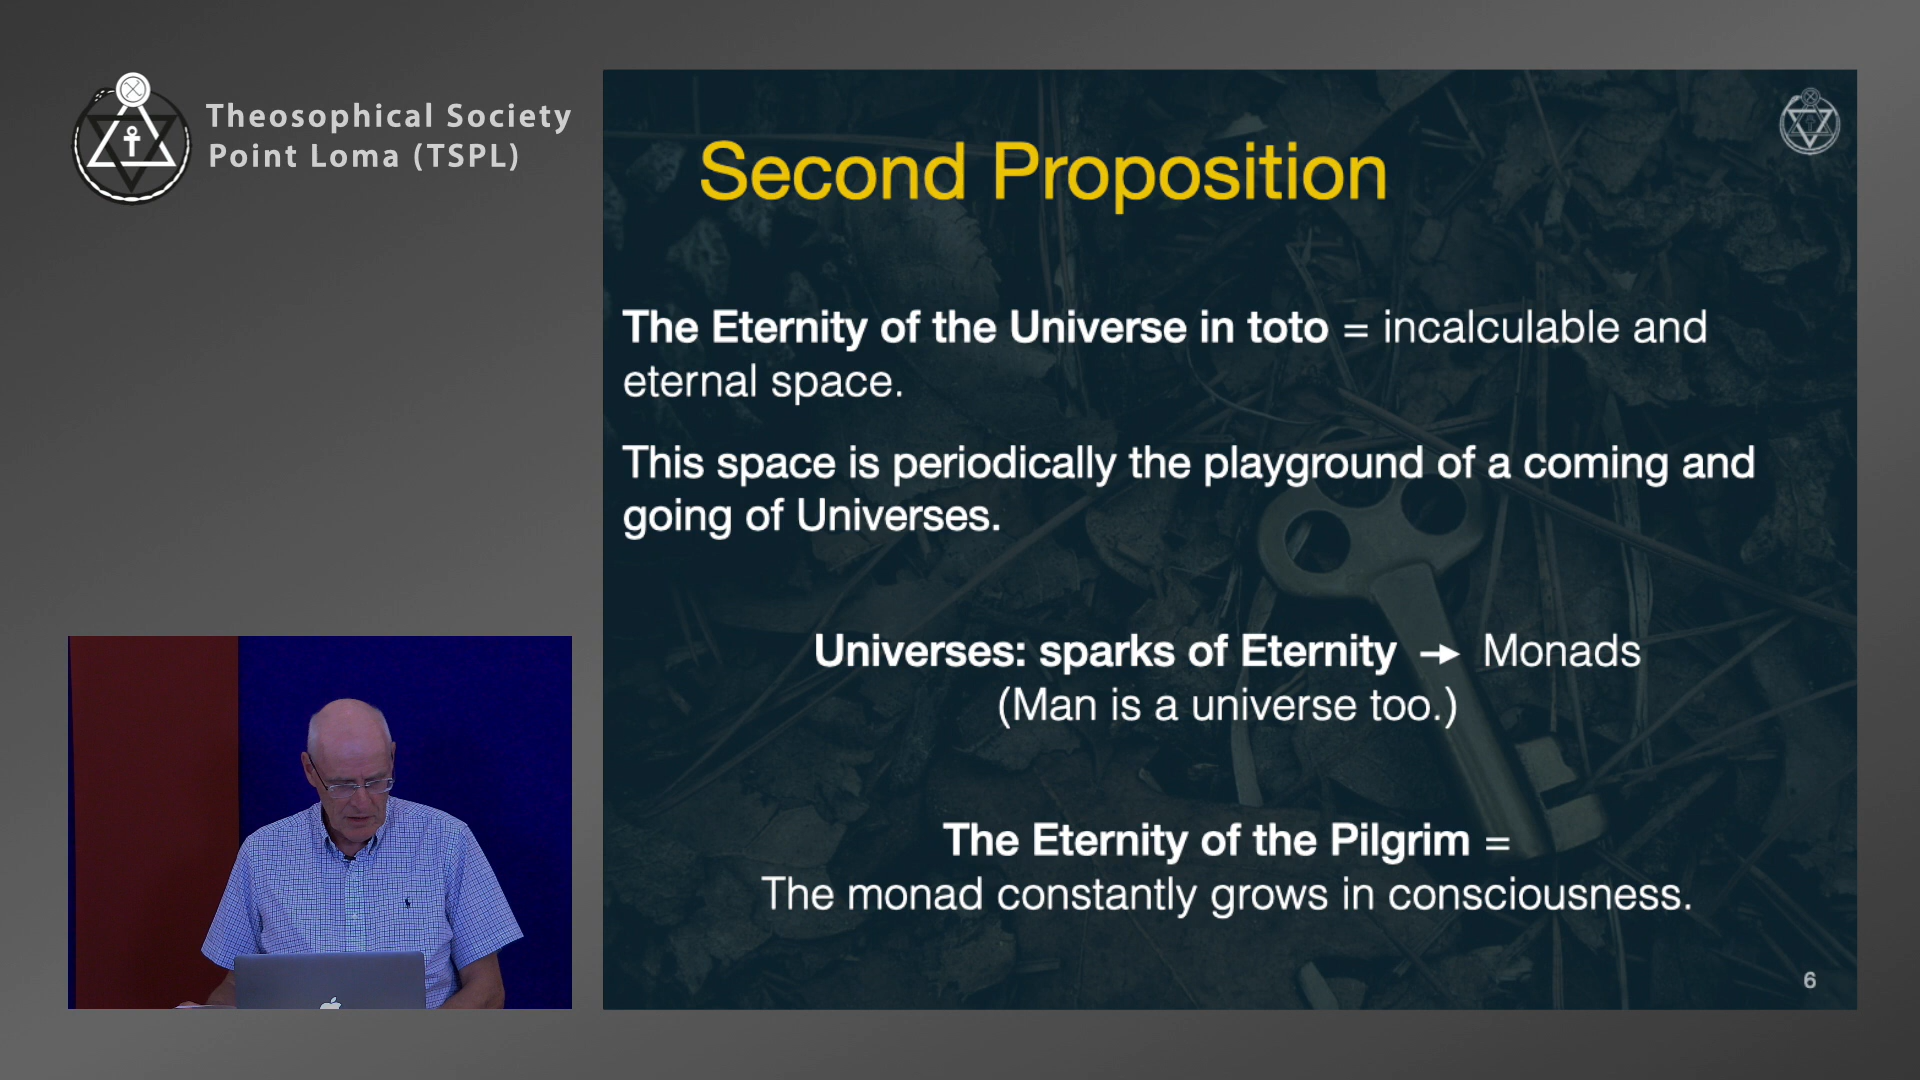 Theosophical Society
Point Loma (TSPL)
Second Proposition
The Eternity of the Universe in toto = incalculable and
eternal space.
This space is periodically the playground of a coming and
going of Universes.
Universes: sparks of Eternity → Monads
(Man is a universe too.)
The Eternity of the Pilgrim =
The monad constantly grows in consciousness.
6